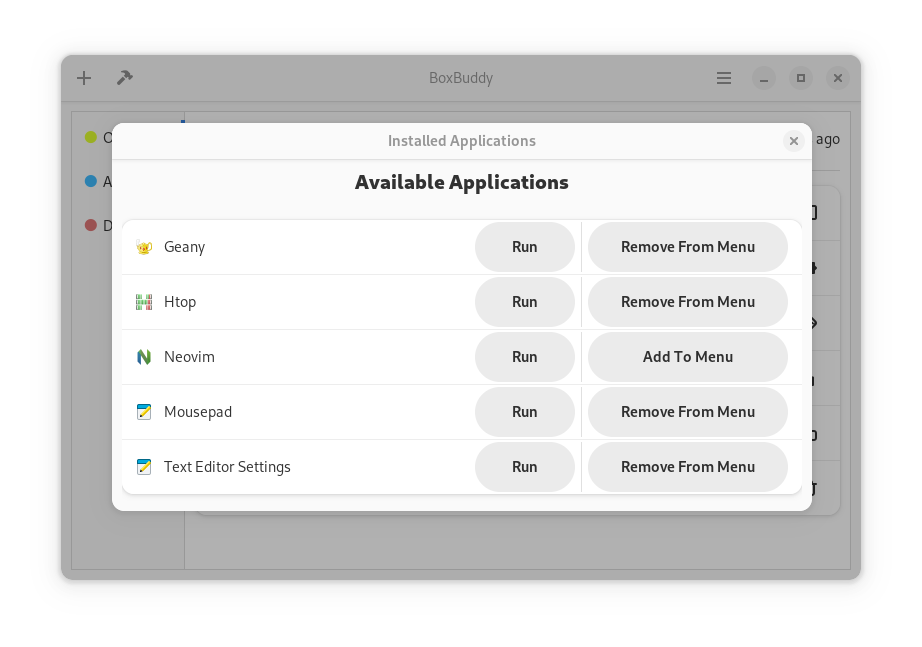 BoxBuddy
Installed Applications
ago
Available Applications
Geany Run Remove From Menu
Htop Run Remove From Menu
Neovim Run Add To Menu
Mousepad Run Remove From Menu
Text Editor Settings Run Remove From Menu